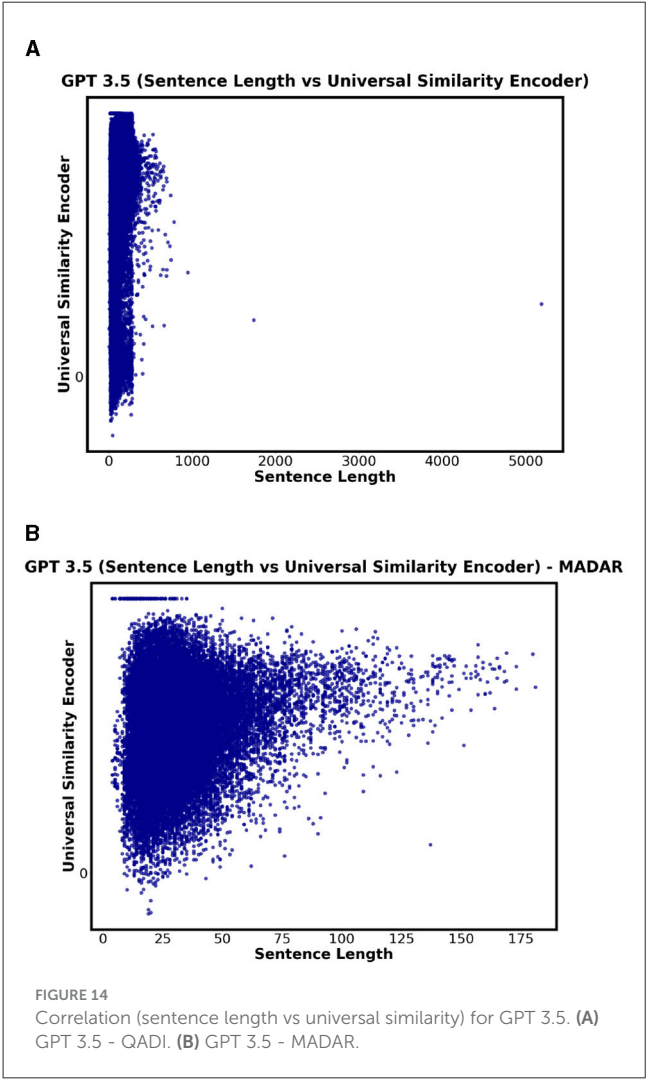 A
GPT 3.5 (Sentence Length vs Universal Similarity Encoder)
Universal Similarity Encoder
0
0 1000 2000 3000 4000 5000
Sentence Length
B
GPT 3.5 (Sentence Length vs Universal Similarity Encoder) - MADAR
Universal Similarity Encoder
0
0 25 50 75 100 125 150 175
Sentence Length
FIGURE 14
Correlation (sentence length vs universal similarity) for GPT 3.5. (A)
GPT 3.5 - QADI. (B) GPT 3.5 - MADAR.